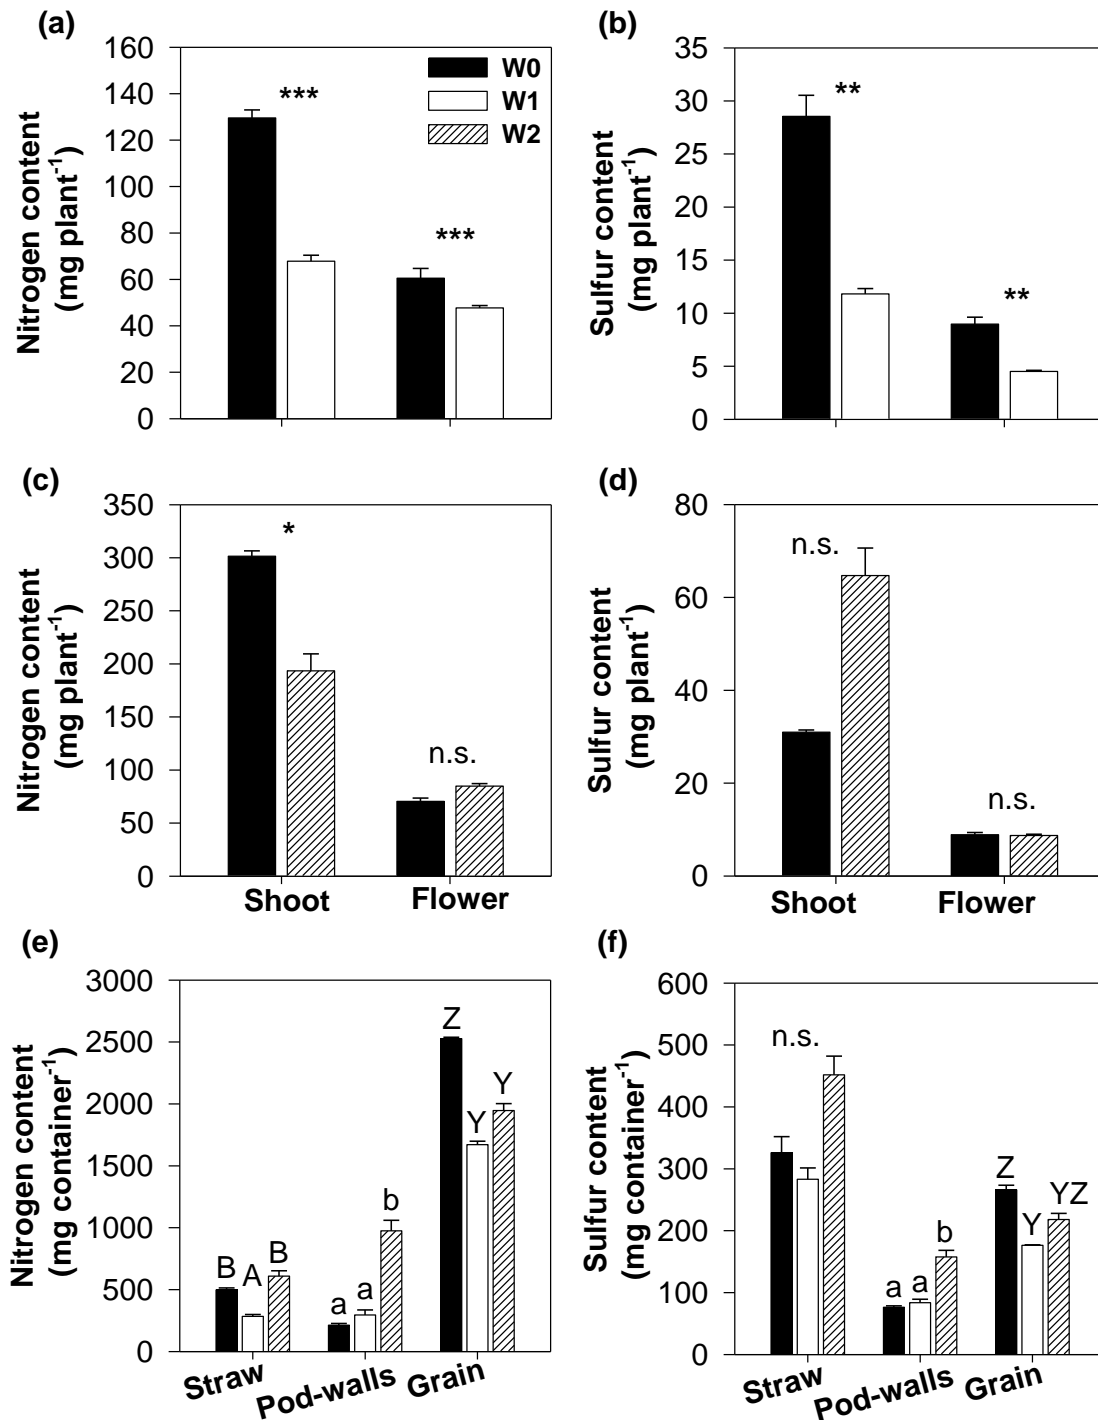 (a)
160
140
120
100
80
60
40
20
0
Nitrogen content
(mg plant⁻¹)
W0
W1
W2
***
***
(b)
35
30
25
20
15
10
5
0
Sulfur content
(mg plant⁻¹)
**
**
(c)
350
300
250
200
150
100
50
0
Nitrogen content
(mg plant⁻¹)
*
n.s.
Shoot Flower
(d)
80
60
40
20
0
Sulfur content
(mg plant⁻¹)
n.s.
n.s.
Shoot Flower
(e)
3000
2500
2000
1500
1000
500
0
Nitrogen content
(mg container⁻¹)
B A B
a a b
Z Y Y
Straw Pod-walls Grain
(f)
600
500
400
300
200
100
0
Sulfur content
(mg container⁻¹)
n.s.
a a b
Z Y YZ
Straw Pod-walls Grain